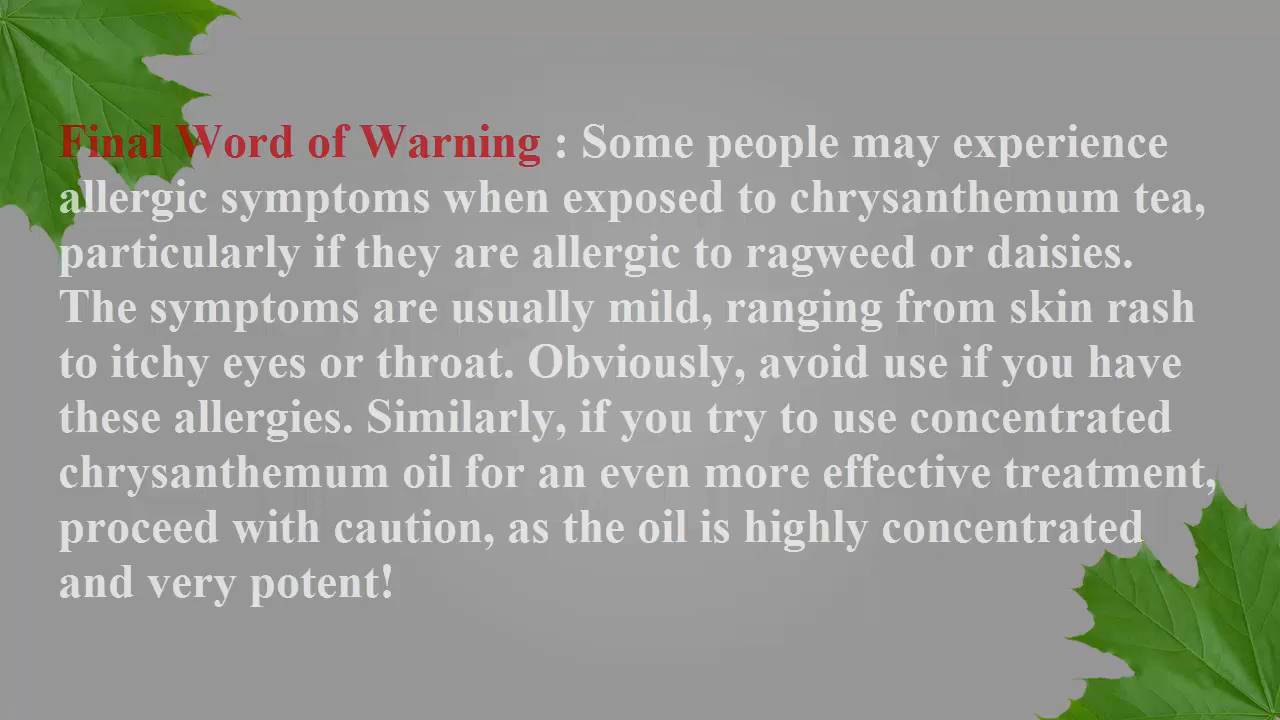 Final Word of Warning : Some people may experience
allergic symptoms when exposed to chrysanthemum tea,
particularly if they are allergic to ragweed or daisies.
The symptoms are usually mild, ranging from skin rash
to itchy eyes or throat. Obviously, avoid use if you have
these allergies. Similarly, if you try to use concentrated
chrysanthemum oil for an even more effective treatment,
proceed with caution, as the oil is highly concentrated
and very potent!